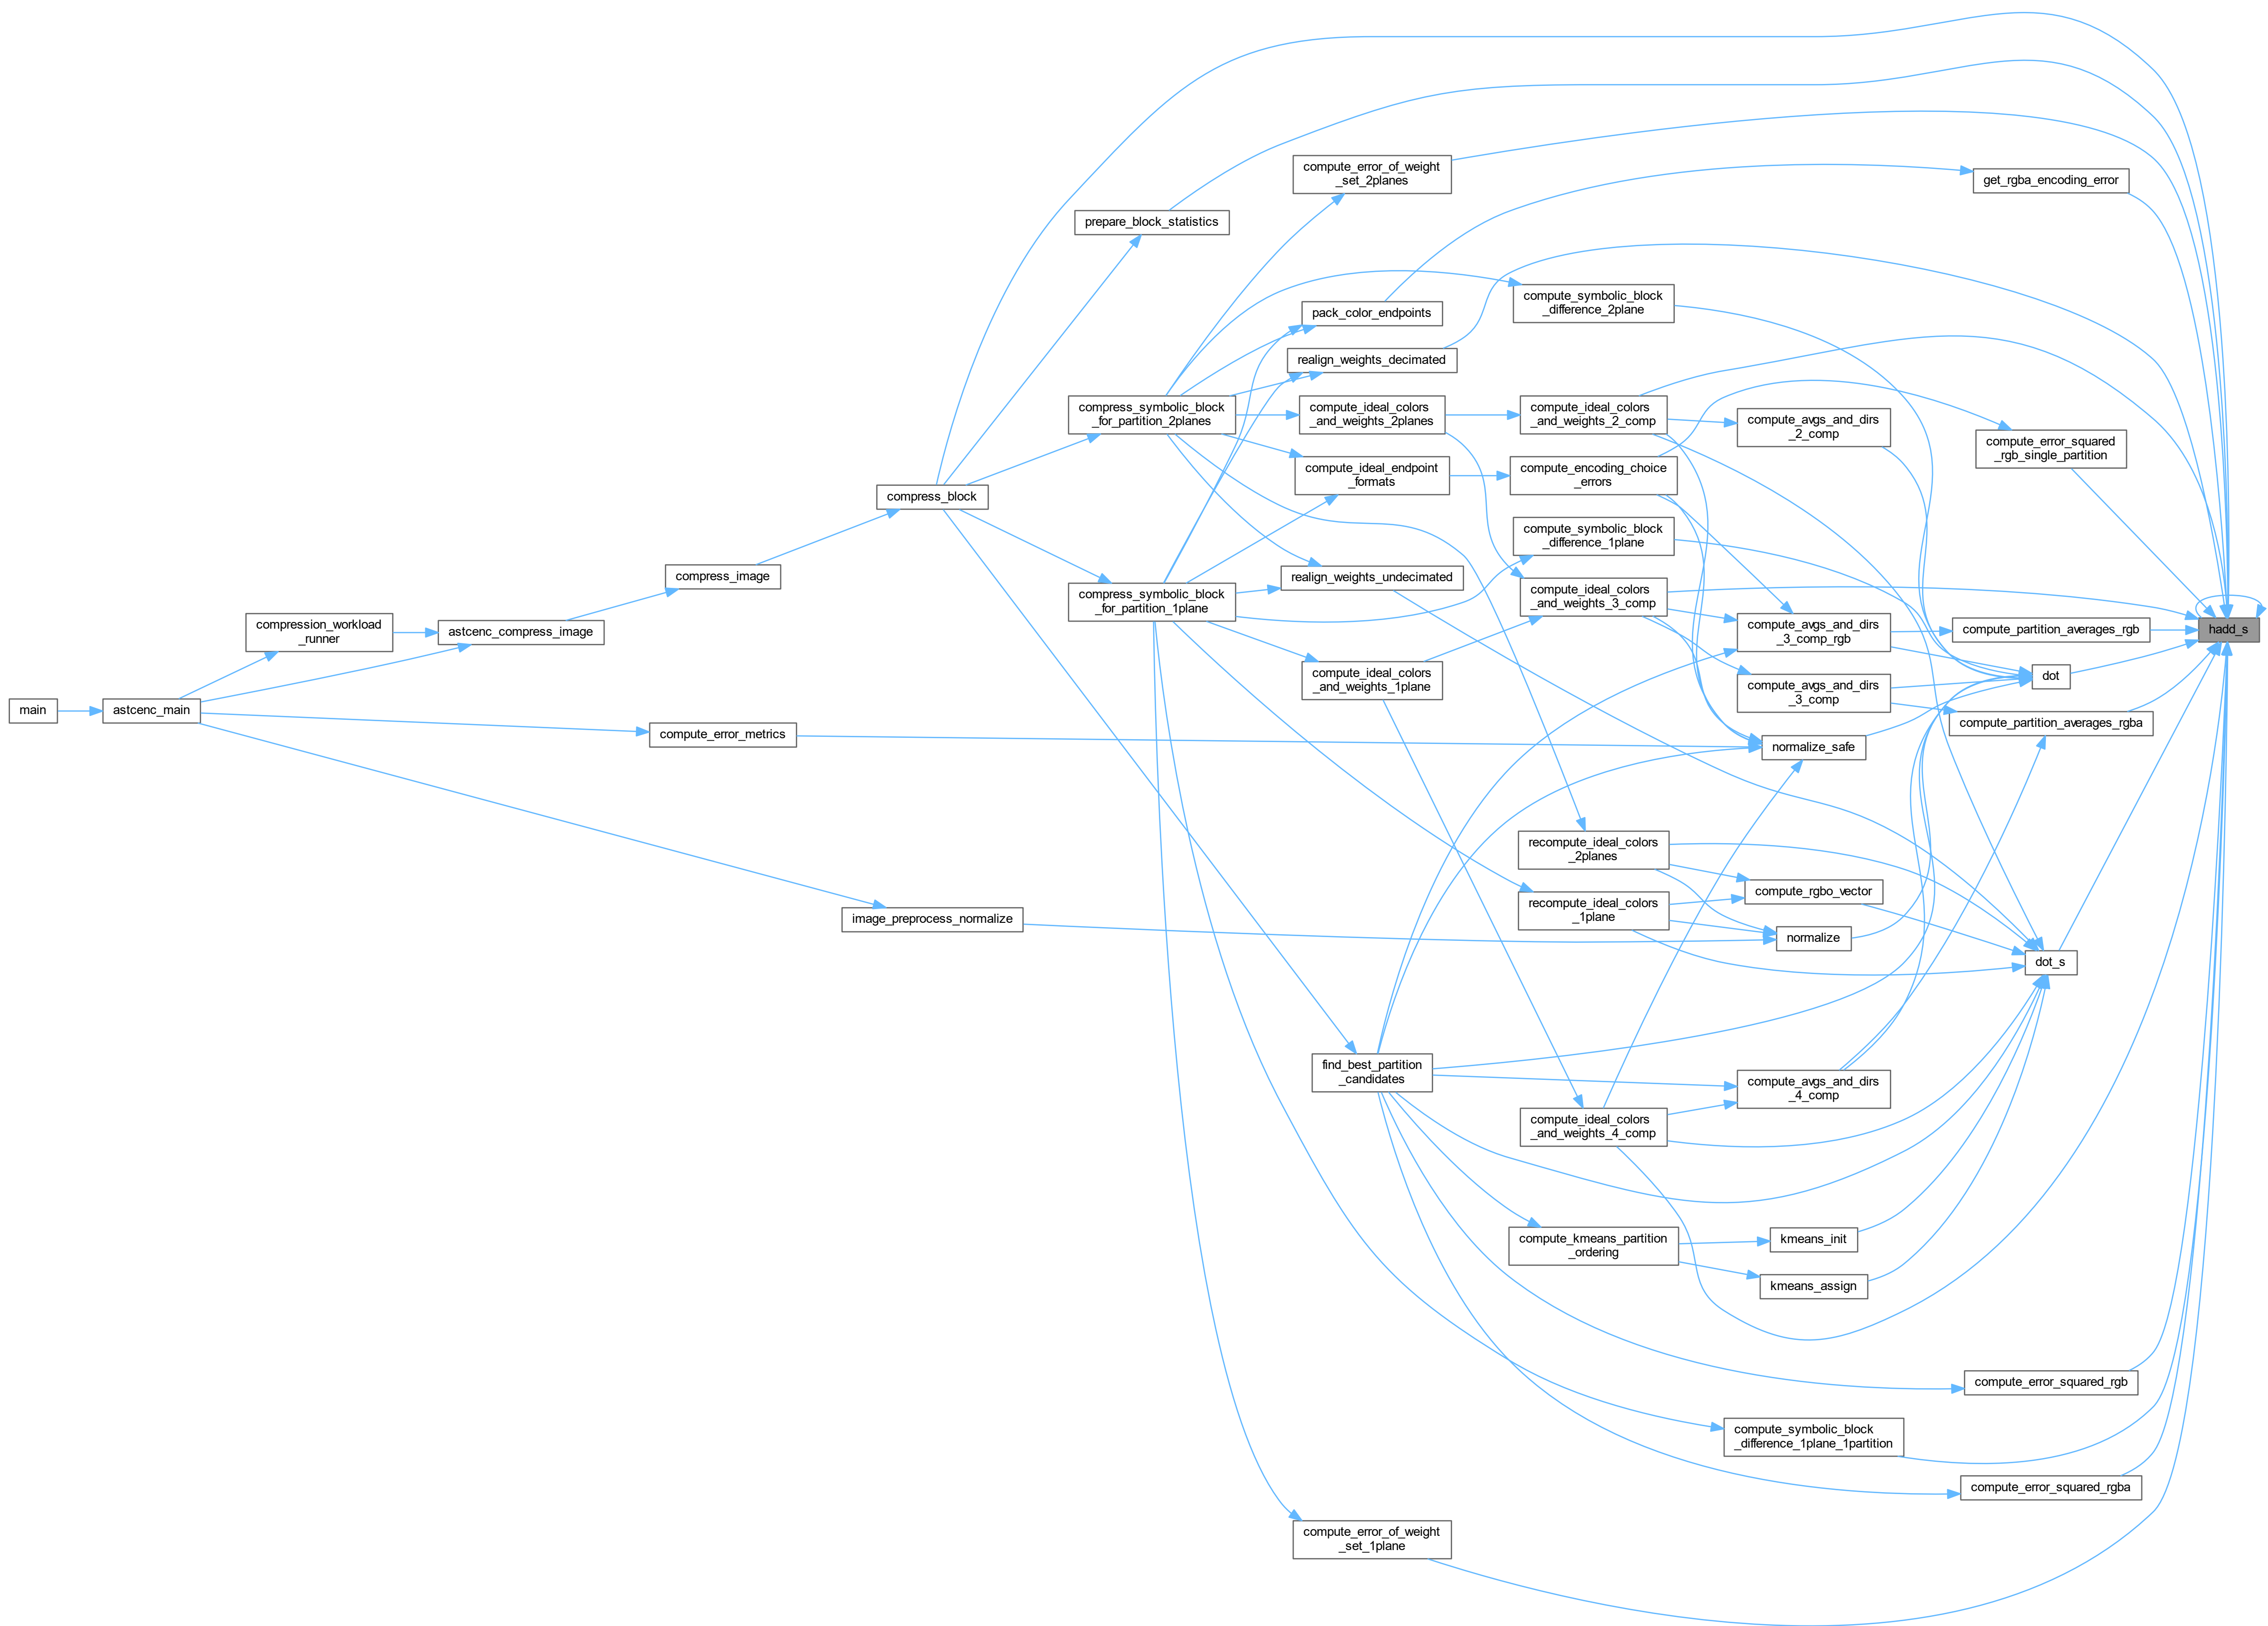 main
astcenc_main
compression_workload
_runner
astcenc_compress_image
compress_image
compute_error_metrics
image_preprocess_normalize
compress_block
prepare_block_statistics
compress_symbolic_block
_for_partition_2planes
compress_symbolic_block
_for_partition_1plane
compute_error_of_weight
_set_2planes
pack_color_endpoints
realign_weights_decimated
compute_ideal_colors
_and_weights_2planes
compute_ideal_endpoint
_formats
realign_weights_undecimated
compute_ideal_colors
_and_weights_1plane
find_best_partition
_candidates
compute_error_of_weight
_set_1plane
compute_symbolic_block
_difference_2plane
compute_ideal_colors
_and_weights_2_comp
compute_encoding_choice
_errors
compute_symbolic_block
_difference_1plane
compute_ideal_colors
_and_weights_3_comp
recompute_ideal_colors
_2planes
recompute_ideal_colors
_1plane
compute_ideal_colors
_and_weights_4_comp
compute_kmeans_partition
_ordering
compute_avgs_and_dirs
_2_comp
compute_avgs_and_dirs
_3_comp_rgb
compute_avgs_and_dirs
_3_comp
normalize_safe
compute_rgbo_vector
normalize
compute_avgs_and_dirs
_4_comp
kmeans_init
kmeans_assign
compute_symbolic_block
_difference_1plane_1partition
get_rgba_encoding_error
compute_error_squared
_rgb_single_partition
compute_partition_averages_rgb
dot
compute_partition_averages_rgba
dot_s
compute_error_squared_rgb
compute_error_squared_rgba
hadd_s